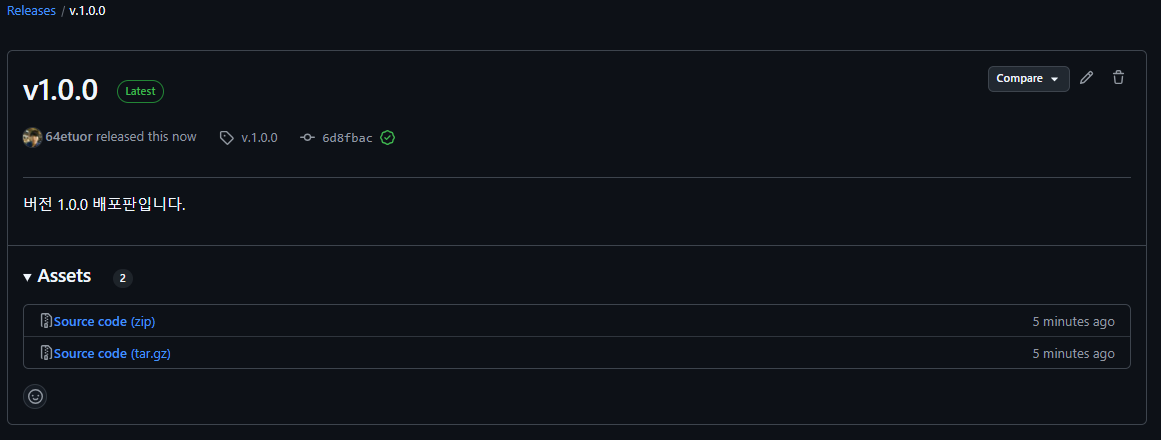 Releases / v.1.0.0
v1.0.0 Latest Compare
64etuor released this now v.1.0.0 6d8fbac
버전 1.0.0 배포판입니다.
Assets 2
Source code (zip) 5 minutes ago
Source code (tar.gz) 5 minutes ago